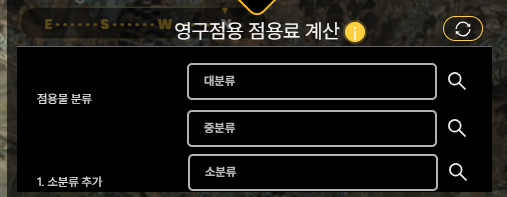 E••••••S••••••W N
영구점용 점용료 계산 i
대분류
점용물 분류
중분류
1. 소분류 추가 소분류